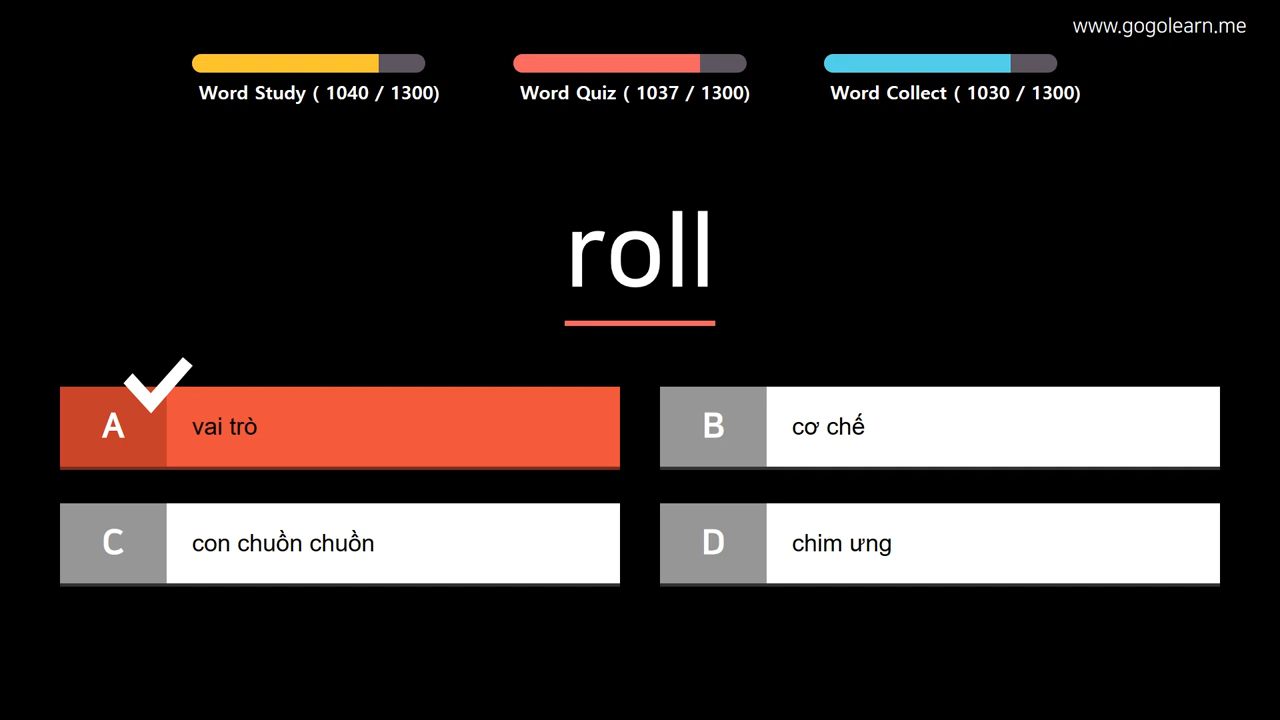 www.gogolearn.me
Word Study ( 1040 / 1300)
Word Quiz ( 1037 / 1300)
Word Collect ( 1030 / 1300)
roll
A vai trò
B cơ chế
C con chuồn chuồn
D chim ưng